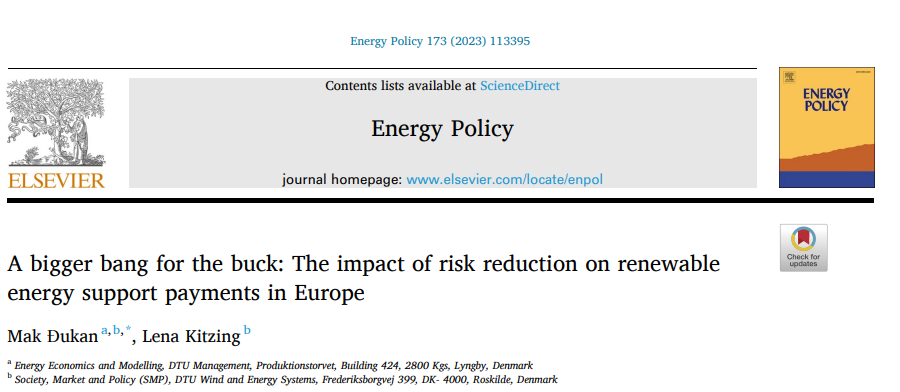 Energy Policy 173 (2023) 113395
Contents lists available at ScienceDirect
Energy Policy
journal homepage: www.elsevier.com/locate/enpol
ELSEVIER
ENERGY
POLICY
Check for
updates
A bigger bang for the buck: The impact of risk reduction on renewable
energy support payments in Europe
Mak Đukan a,b,*, Lena Kitzing b
a Energy Economics and Modelling, DTU Management, Produktionstorvet, Building 424, 2800 Kgs, Lyngby, Denmark
b Society, Market and Policy (SMP), DTU Wind and Energy Systems, Frederiksborgvej 399, DK- 4000, Roskilde, Denmark